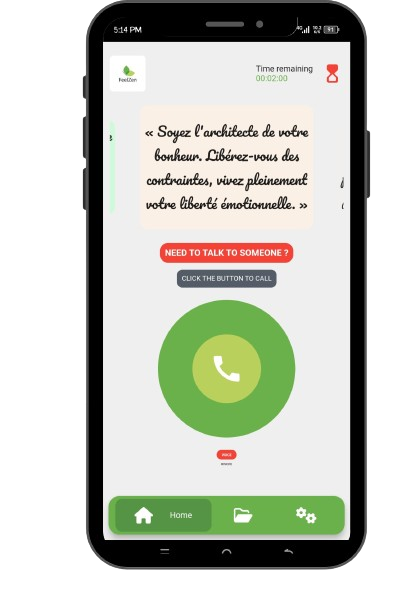 5:14 PM
91
FeelZen
Time remaining
00:02:00
« Soyez l'architecte de votre
bonheur. Libérez-vous des
contraintes, vivez pleinement
votre liberté émotionnelle. »
NEED TO TALK TO SOMEONE ?
CLICK THE BUTTON TO CALL
Home